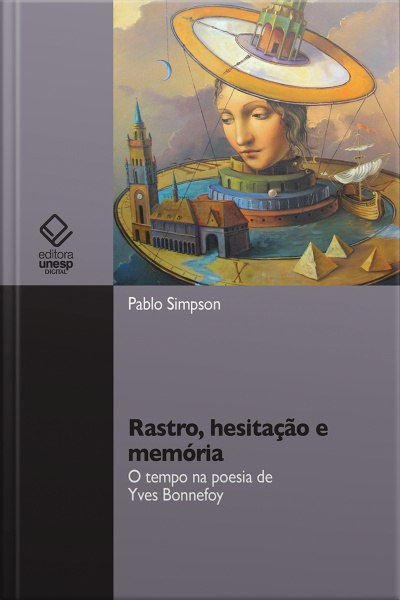 editora
unesp
DIGITAL
Pablo Simpson
Rastro, hesitação e
memória
O tempo na poesia de
Yves Bonnefoy